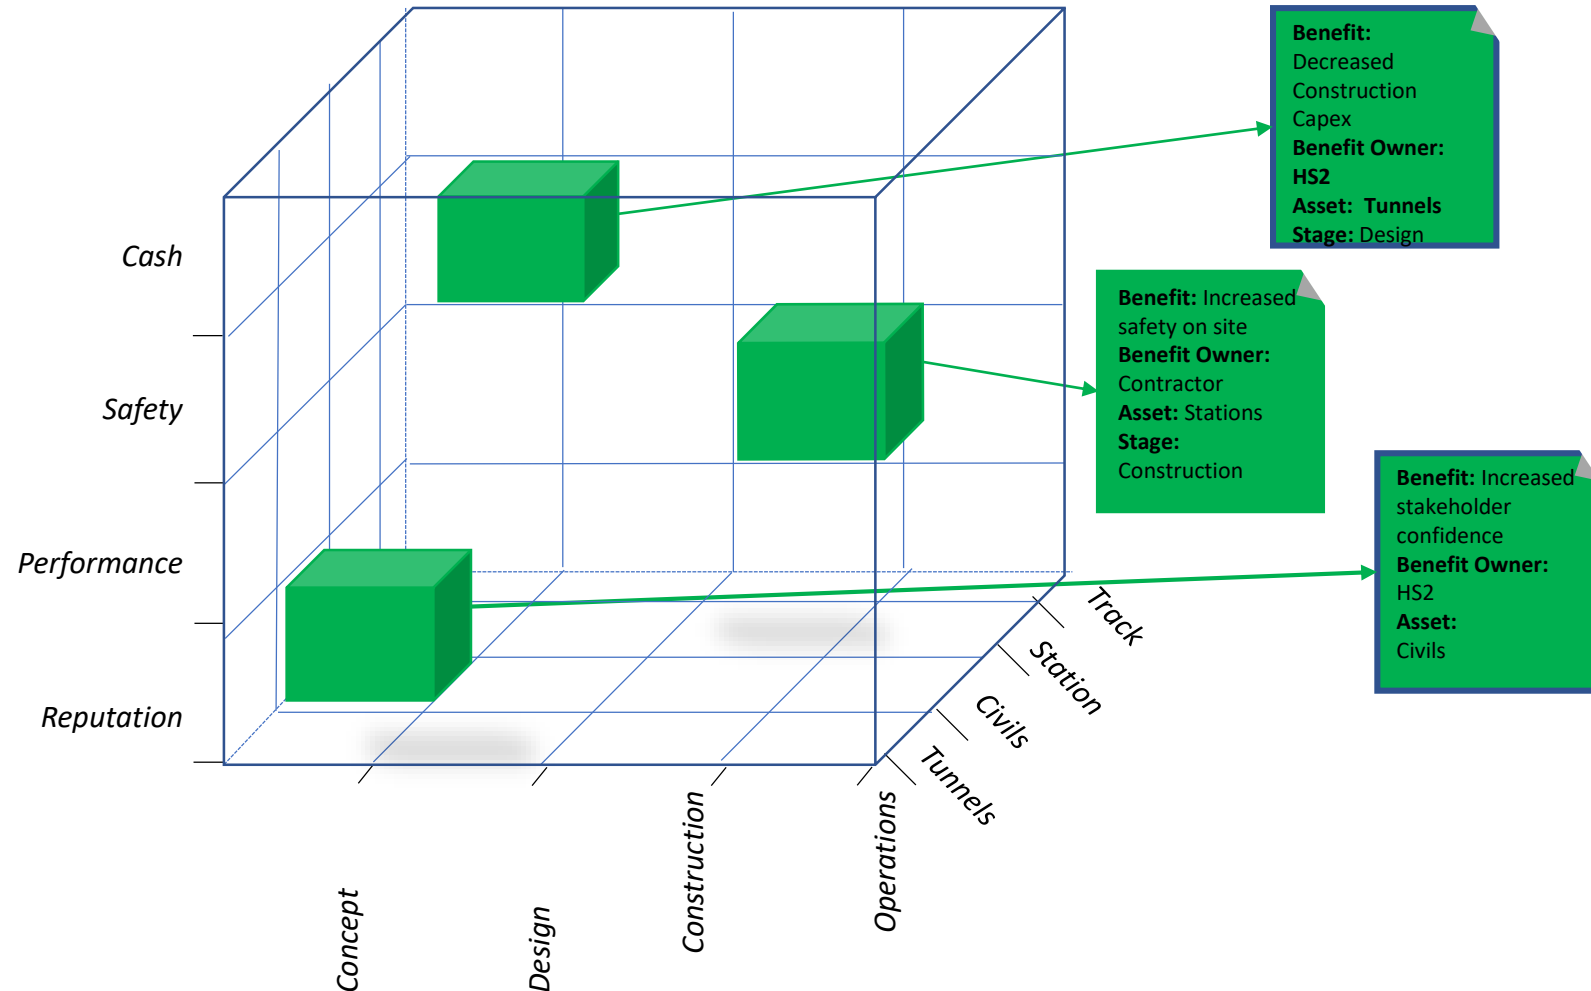 Cash
Safety
Performance
Reputation
Concept
Design
Construction
Operations
Tunnels
Civils
Station
Track
Benefit:
Decreased
Construction
Capex
Benefit Owner:
HS2
Asset: Tunnels
Stage: Design
Benefit: Increased
safety on site
Benefit Owner:
Contractor
Asset: Stations
Stage:
Construction
Benefit: Increased
stakeholder
confidence
Benefit Owner:
HS2
Asset:
Civils